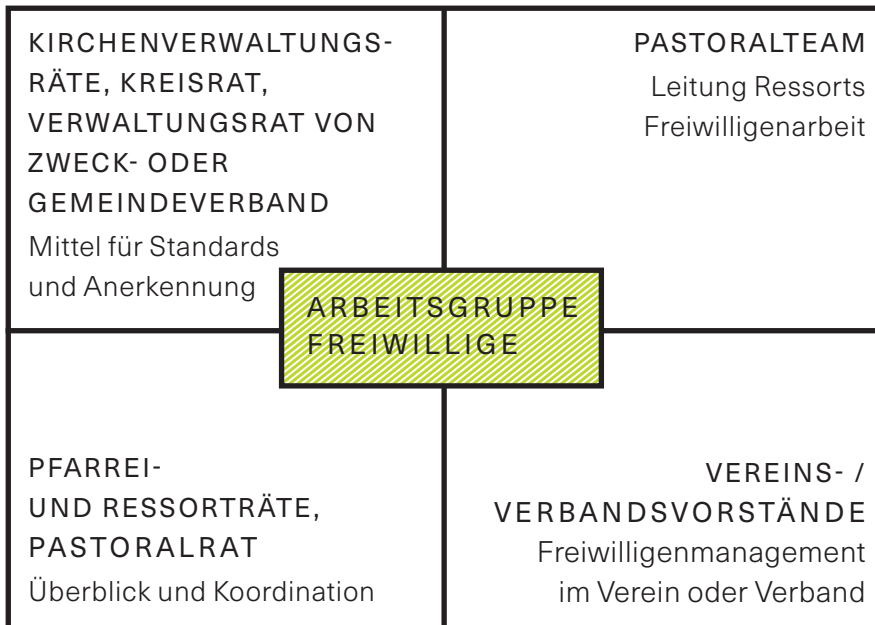 KIRCHENVERWALTUNGS-
RÄTE, KREISRAT,
VERWALTUNGSRAT VON
ZWECK- ODER
GEMEINDEVERBAND
Mittel für Standards
und Anerkennung
PASTORALTEAM
Leitung Ressorts
Freiwilligenarbeit
ARBEITSGRUPPE
FREIWILLIGE
PFARREI-
UND RESSORTRÄTE,
PASTORALRAT
Überblick und Koordination
VEREINS- /
VERBANDSVORSTÄNDE
Freiwilligenmanagement
im Verein oder Verband